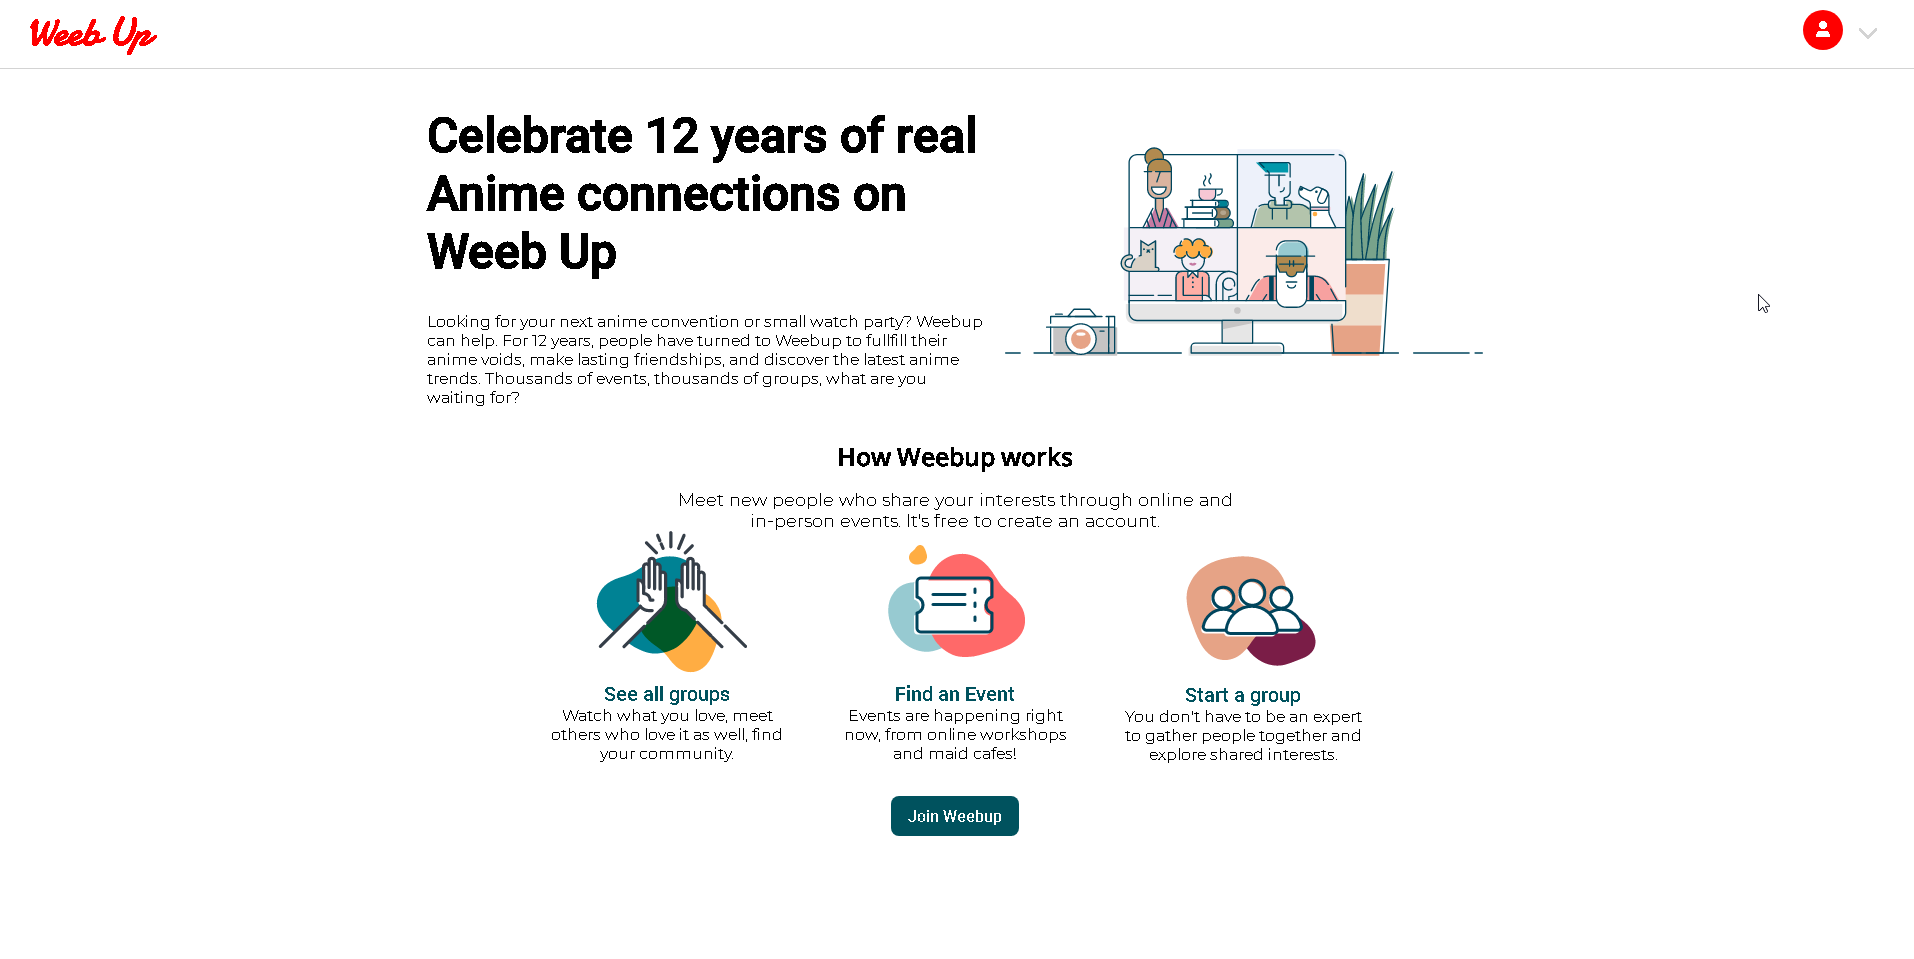 Weeb Up
Celebrate 12 years of real
Anime connections on
Weeb Up
Looking for your next anime convention or small watch party? Weebup
can help. For 12 years, people have turned to Weebup to fullfill their
anime voids, make lasting friendships, and discover the latest anime
trends. Thousands of events, thousands of groups, what are you
waiting for?
How Weebup works
Meet new people who share your interests through online and
in-person events. It's free to create an account.
See all groups
Watch what you love, meet
others who love it as well, find
your community.
Find an Event
Events are happening right
now, from online workshops
and maid cafes!
Start a group
You don't have to be an expert
to gather people together and
explore shared interests.
Join Weebup